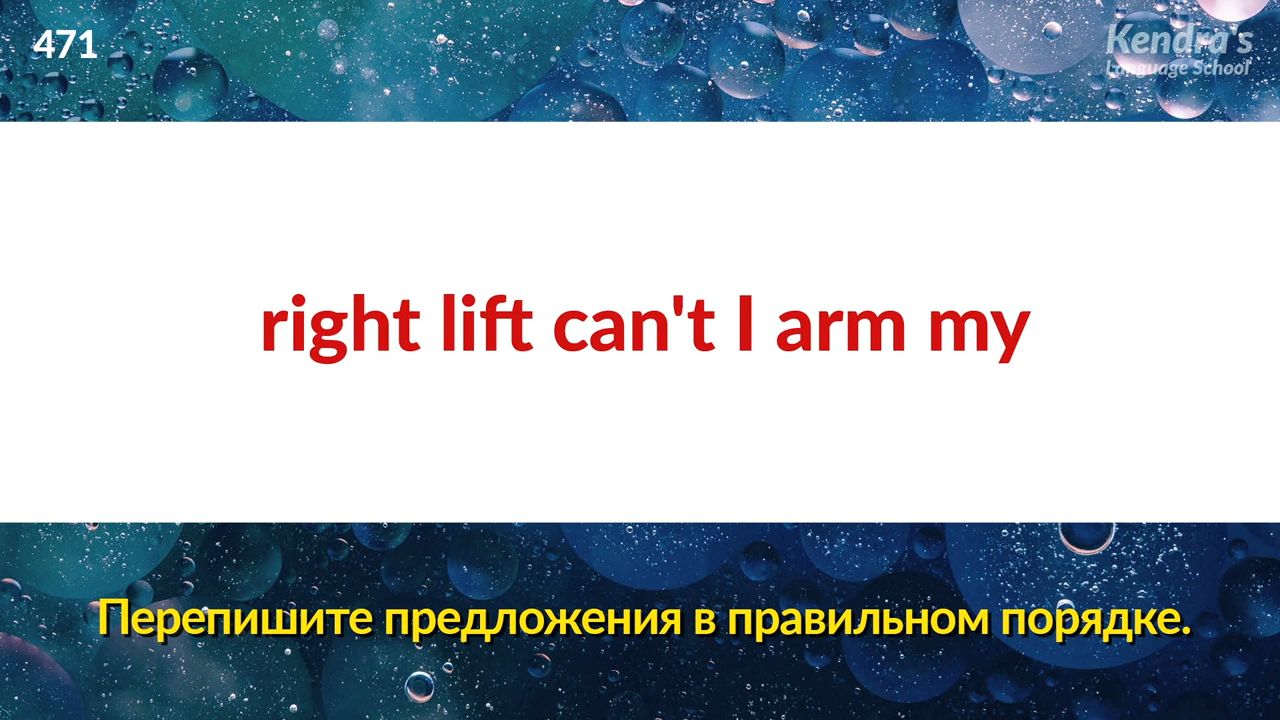 471
Kendra's
Language School
right lift can't I arm my
Перепишите предложения в правильном порядке.